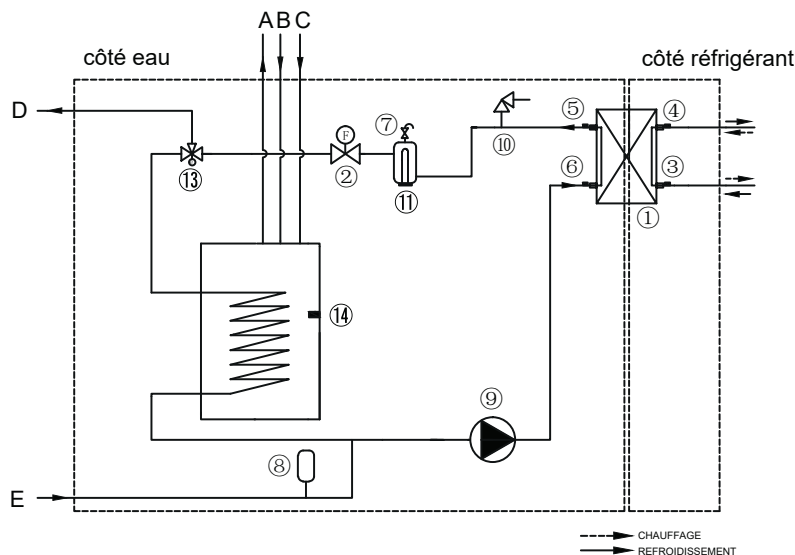 A B C
côté eau
côté réfrigérant
D
⑦
⑤
④
F
⑩
⑬
②
⑪
⑥
③
①
⑭
⑨
⑧
E
CHAUFFAGE
REFROIDISSEMENT